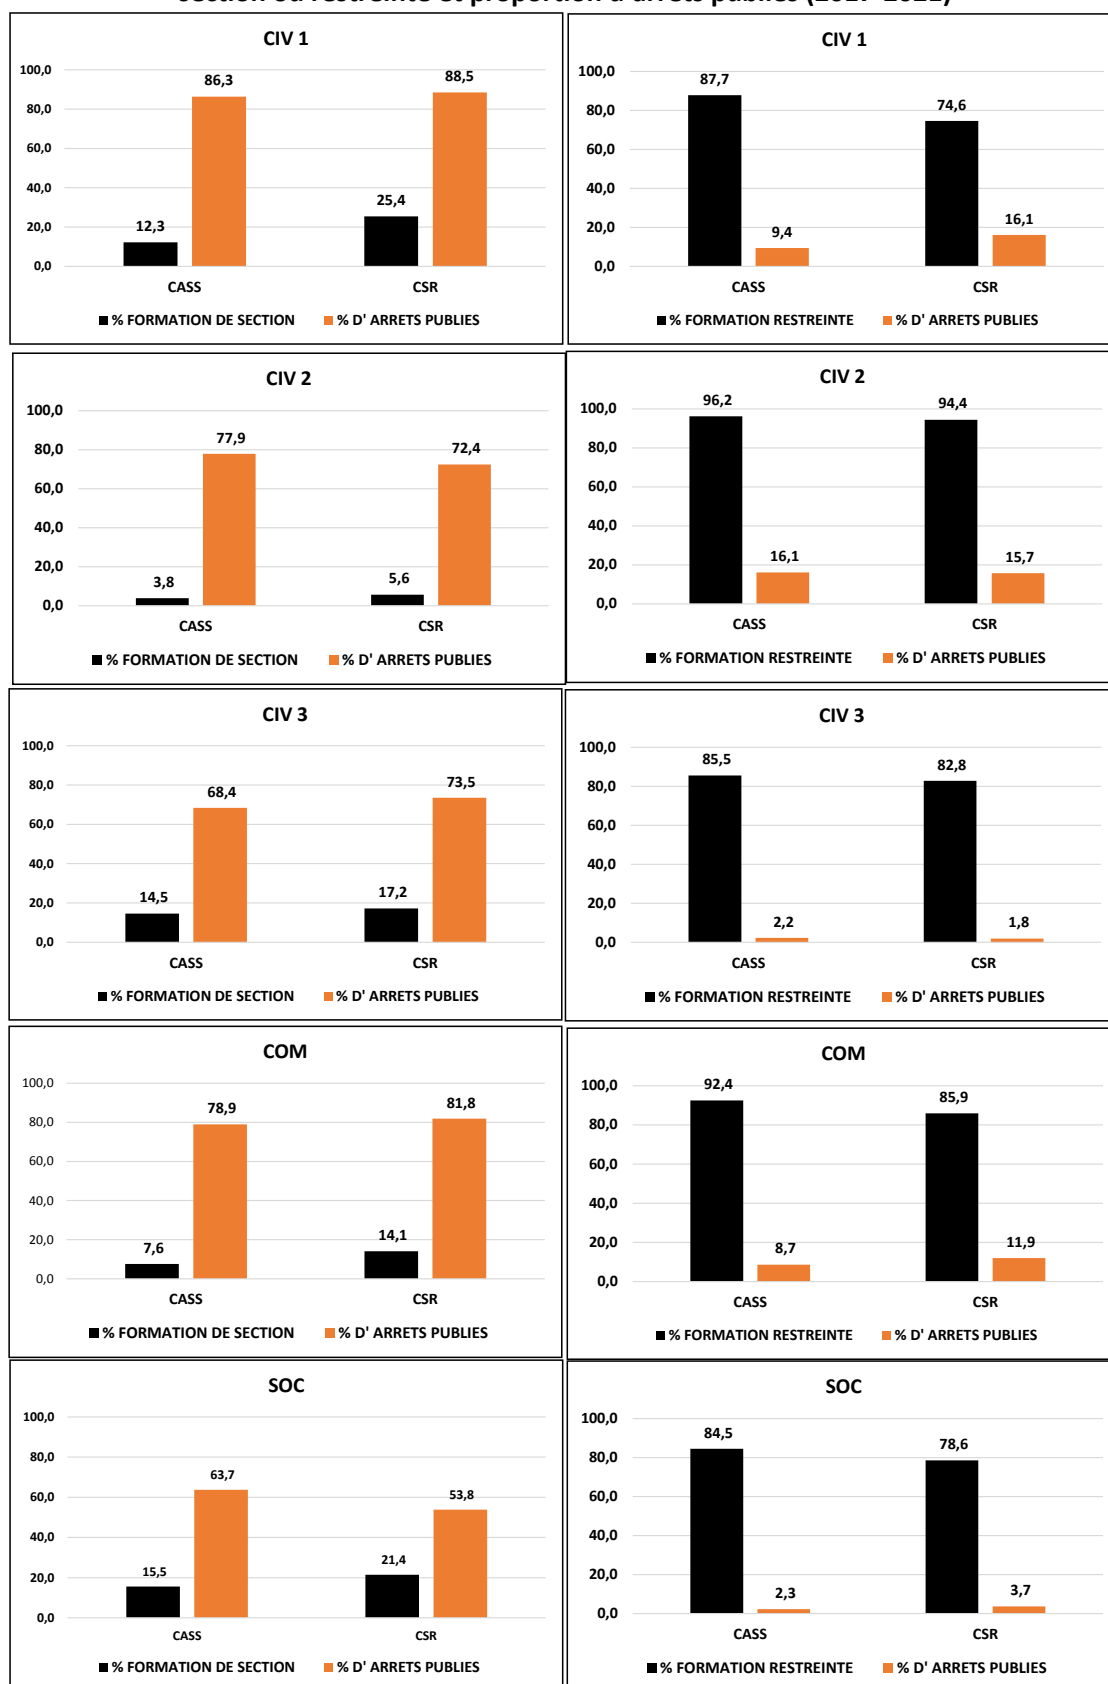 section ou restreinte et proportion d'arrêts publiés (2017-2021)
CIV 1
100,0
80,0
60,0
40,0
20,0
0,0
12,3
86,3
25,4
88,5
CASS
CSR
% FORMATION DE SECTION
% D' ARRETS PUBLIES
CIV 1
100,0
80,0
60,0
40,0
20,0
0,0
87,7
9,4
74,6
16,1
CASS
CSR
% FORMATION RESTREINTE
% D' ARRETS PUBLIES
CIV 2
100,0
80,0
60,0
40,0
20,0
0,0
3,8
77,9
5,6
72,4
CASS
CSR
% FORMATION DE SECTION
% D' ARRETS PUBLIES
CIV 2
100,0
80,0
60,0
40,0
20,0
0,0
96,2
16,1
94,4
15,7
CASS
CSR
% FORMATION RESTREINTE
% D' ARRETS PUBLIES
CIV 3
100,0
80,0
60,0
40,0
20,0
0,0
14,5
68,4
17,2
73,5
CASS
CSR
% FORMATION DE SECTION
% D' ARRETS PUBLIES
CIV 3
100,0
80,0
60,0
40,0
20,0
0,0
85,5
2,2
82,8
1,8
CASS
CSR
% FORMATION RESTREINTE
% D' ARRETS PUBLIES
COM
100,0
80,0
60,0
40,0
20,0
0,0
7,6
78,9
14,1
81,8
CASS
CSR
% FORMATION DE SECTION
% D' ARRETS PUBLIES
COM
100,0
80,0
60,0
40,0
20,0
0,0
92,4
8,7
85,9
11,9
CASS
CSR
% FORMATION RESTREINTE
% D' ARRETS PUBLIES
SOC
100,0
80,0
60,0
40,0
20,0
0,0
15,5
63,7
21,4
53,8
CASS
CSR
% FORMATION DE SECTION
% D' ARRETS PUBLIES
SOC
100,0
80,0
60,0
40,0
20,0
0,0
84,5
2,3
78,6
3,7
CASS
CSR
% FORMATION RESTREINTE
% D' ARRETS PUBLIES